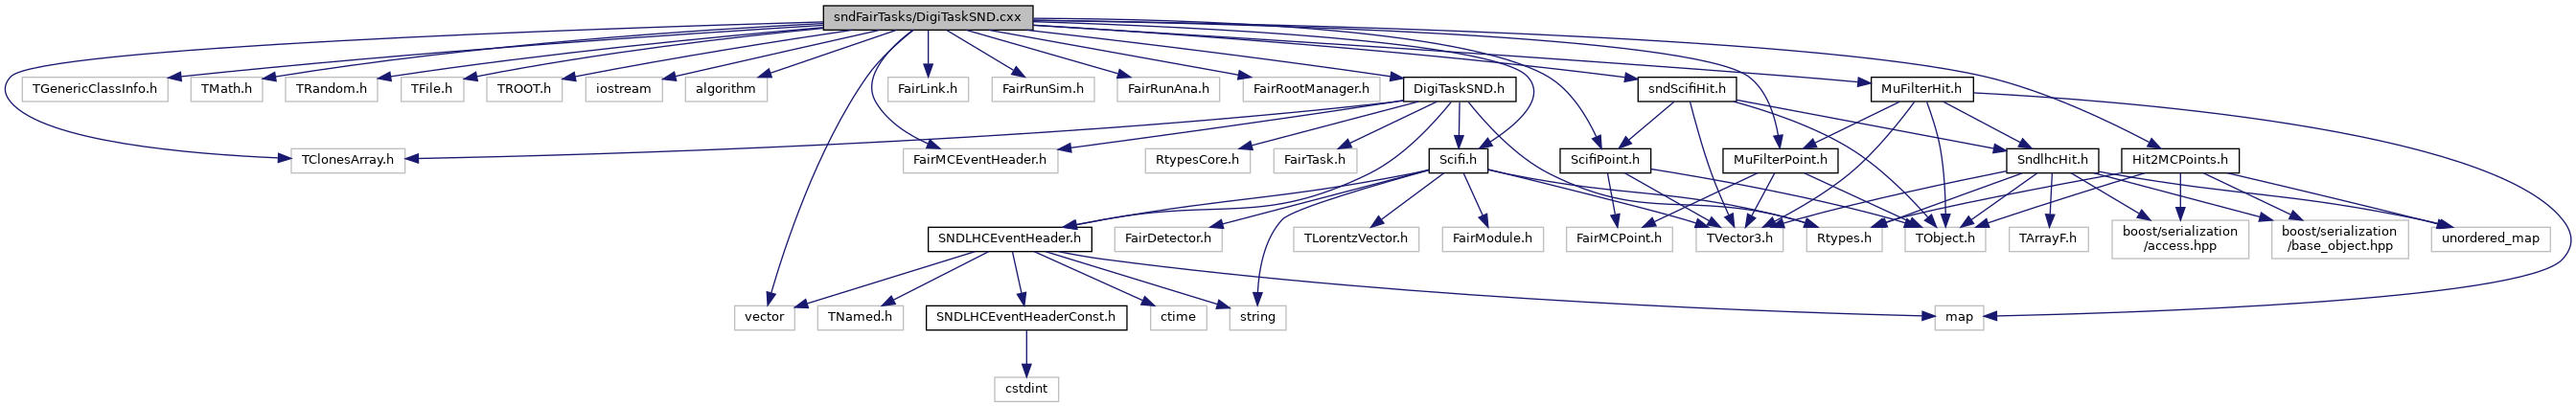 sndFairTasks/DigiTaskSND.cxx
TGenericClassInfo.h
TMath.h
TRandom.h
TFile.h
TROOT.h
iostream
algorithm
FairLink.h
FairRunSim.h
FairRunAna.h
FairRootManager.h
DigiTaskSND.h
sndScifiHit.h
MuFilterHit.h
TClonesArray.h
FairMCEventHeader.h
RtypesCore.h
FairTask.h
Scifi.h
ScifiPoint.h
MuFilterPoint.h
SndlhcHit.h
Hit2MCPoints.h
SNDLHCEventHeader.h
FairDetector.h
TLorentzVector.h
FairModule.h
FairMCPoint.h
TVector3.h
Rtypes.h
TObject.h
TArrayF.h
boost/serialization
/access.hpp
boost/serialization
/base_object.hpp
unordered_map
vector
TNamed.h
SNDLHCEventHeaderConst.h
ctime
string
map
cstdint